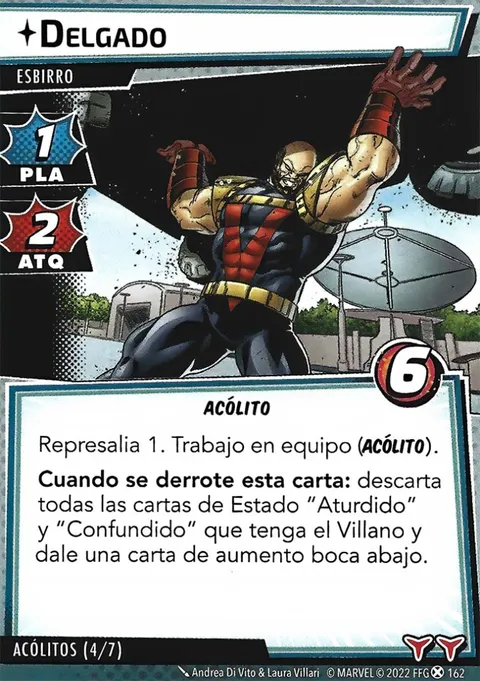 DELGADO
ESBIRRO
1
PLA
2
ATQ
6
ACÓLITO
Represalia 1. Trabajo en equipo (ACÓLITO).
Cuando se derrote esta carta: descarta
todas las cartas de Estado “Aturdido”
y “Confundido” que tenga el Villano y
dale una carta de aumento boca abajo.
ACÓLITOS (4/7)
Andrea Di Vito & Laura Villari © MARVEL © 2022 FFG 162